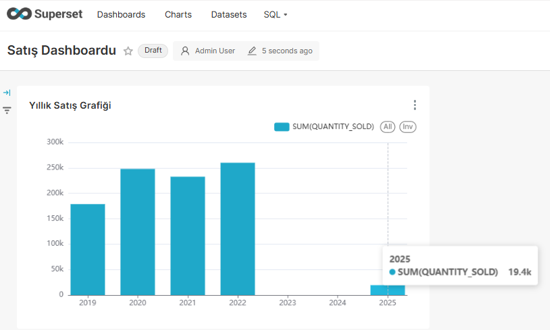 Superset Dashboards Charts Datasets SQL
Satış Dashboardu Draft Admin User 5 seconds ago
Yıllık Satış Grafiği
SUM(QUANTITY_SOLD) All Inv
300k
250k
200k
150k
100k
50k
0
2019 2020 2021 2022 2023 2024 2025
2025
SUM(QUANTITY_SOLD) 19.4k